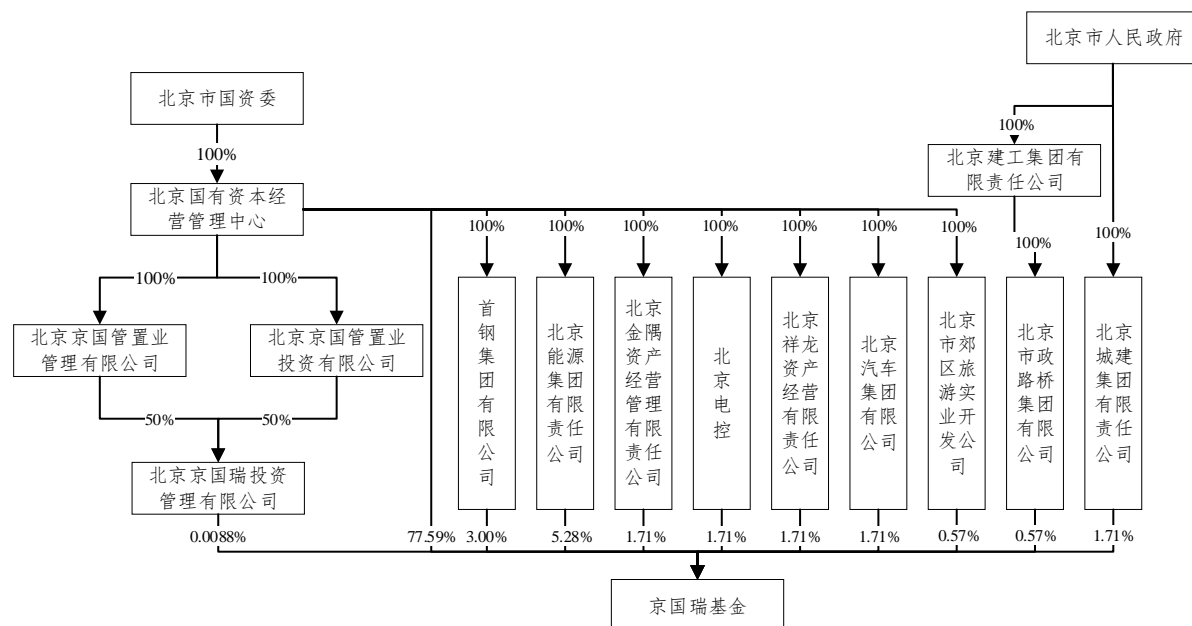 北京市人民政府
北京市国资委
100%
100%
北京建工集团有
限责任公司
北京国有资本经
营管理中心
100%
100%
100%
100%
100%
100%
100%
100%
100%
100%
100%
北京京国管置业
管理有限公司
北京京国管置业
投资有限公司
首钢集团有限公司
北京能源集团有限责任公司
北京金隅资产经营管理有限责任公司
北京电控
北京祥龙资产经营有限责任公司
北京汽车集团有限公司
北京市郊区旅游实业开发公司
北京市政路桥集团有限公司
北京城建集团有限责任公司
50%
50%
北京京国瑞投资
管理有限公司
0.0088%
77.59%
3.00%
5.28%
1.71%
1.71%
1.71%
1.71%
0.57%
0.57%
1.71%
京国瑞基金